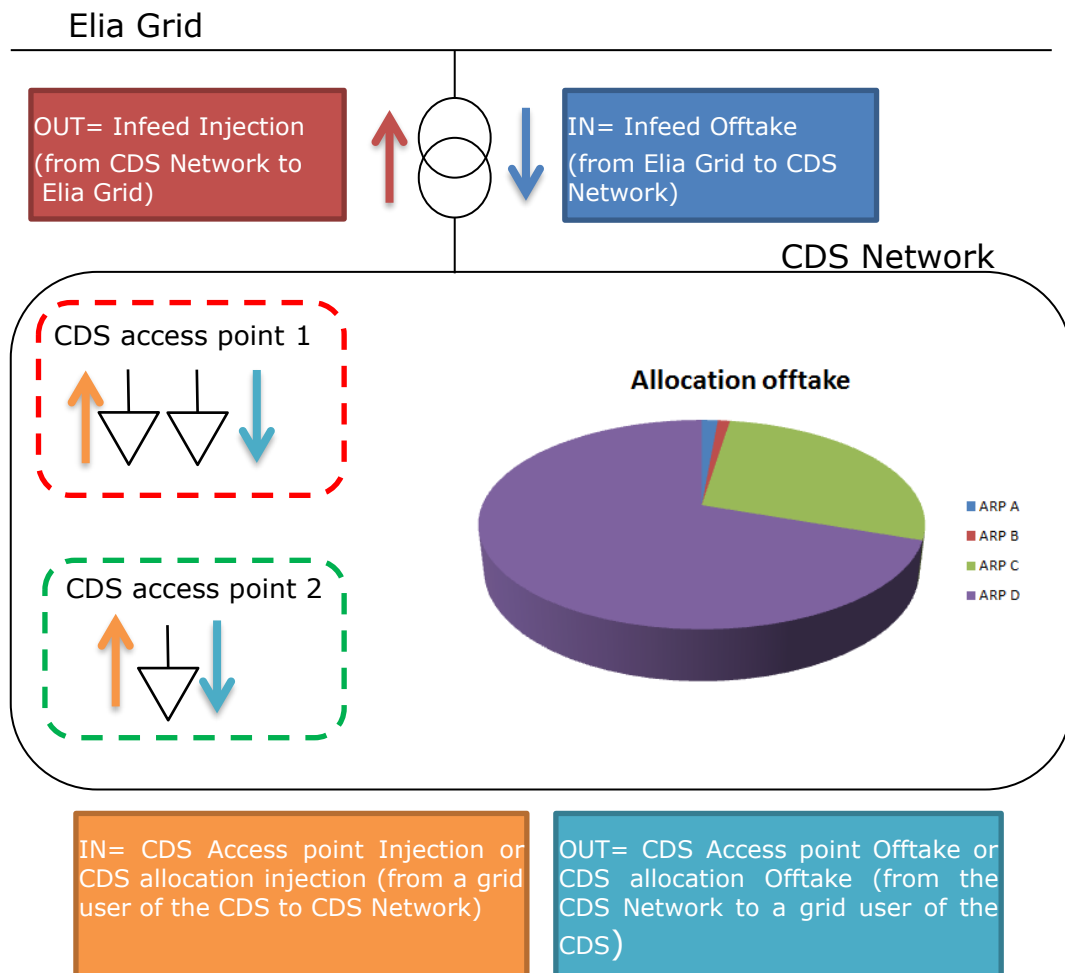 Elia Grid
OUT= Infeed Injection
(from CDS Network to
Elia Grid)
IN= Infeed Offtake
(from Elia Grid to CDS
Network)
CDS Network
CDS access point 1
Allocation offtake
ARP A
ARP B
ARP C
ARP D
CDS access point 2
IN= CDS Access point Injection or
CDS allocation injection (from a grid
user of the CDS to CDS Network)
OUT= CDS Access point Offtake or
CDS allocation Offtake (from the
CDS Network to a grid user of the
CDS)